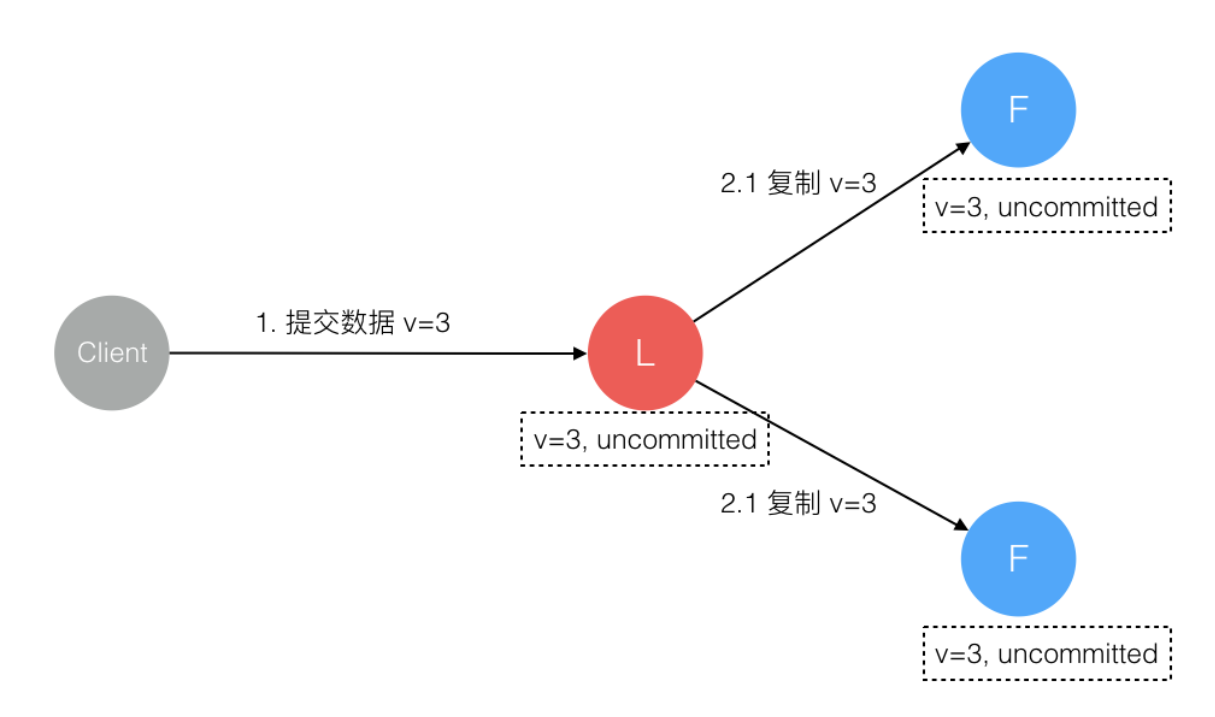 F
2.1 复制 v=3
v=3, uncommitted
1. 提交数据 v=3
Client
L
v=3, uncommitted
2.1 复制 v=3
F
v=3, uncommitted